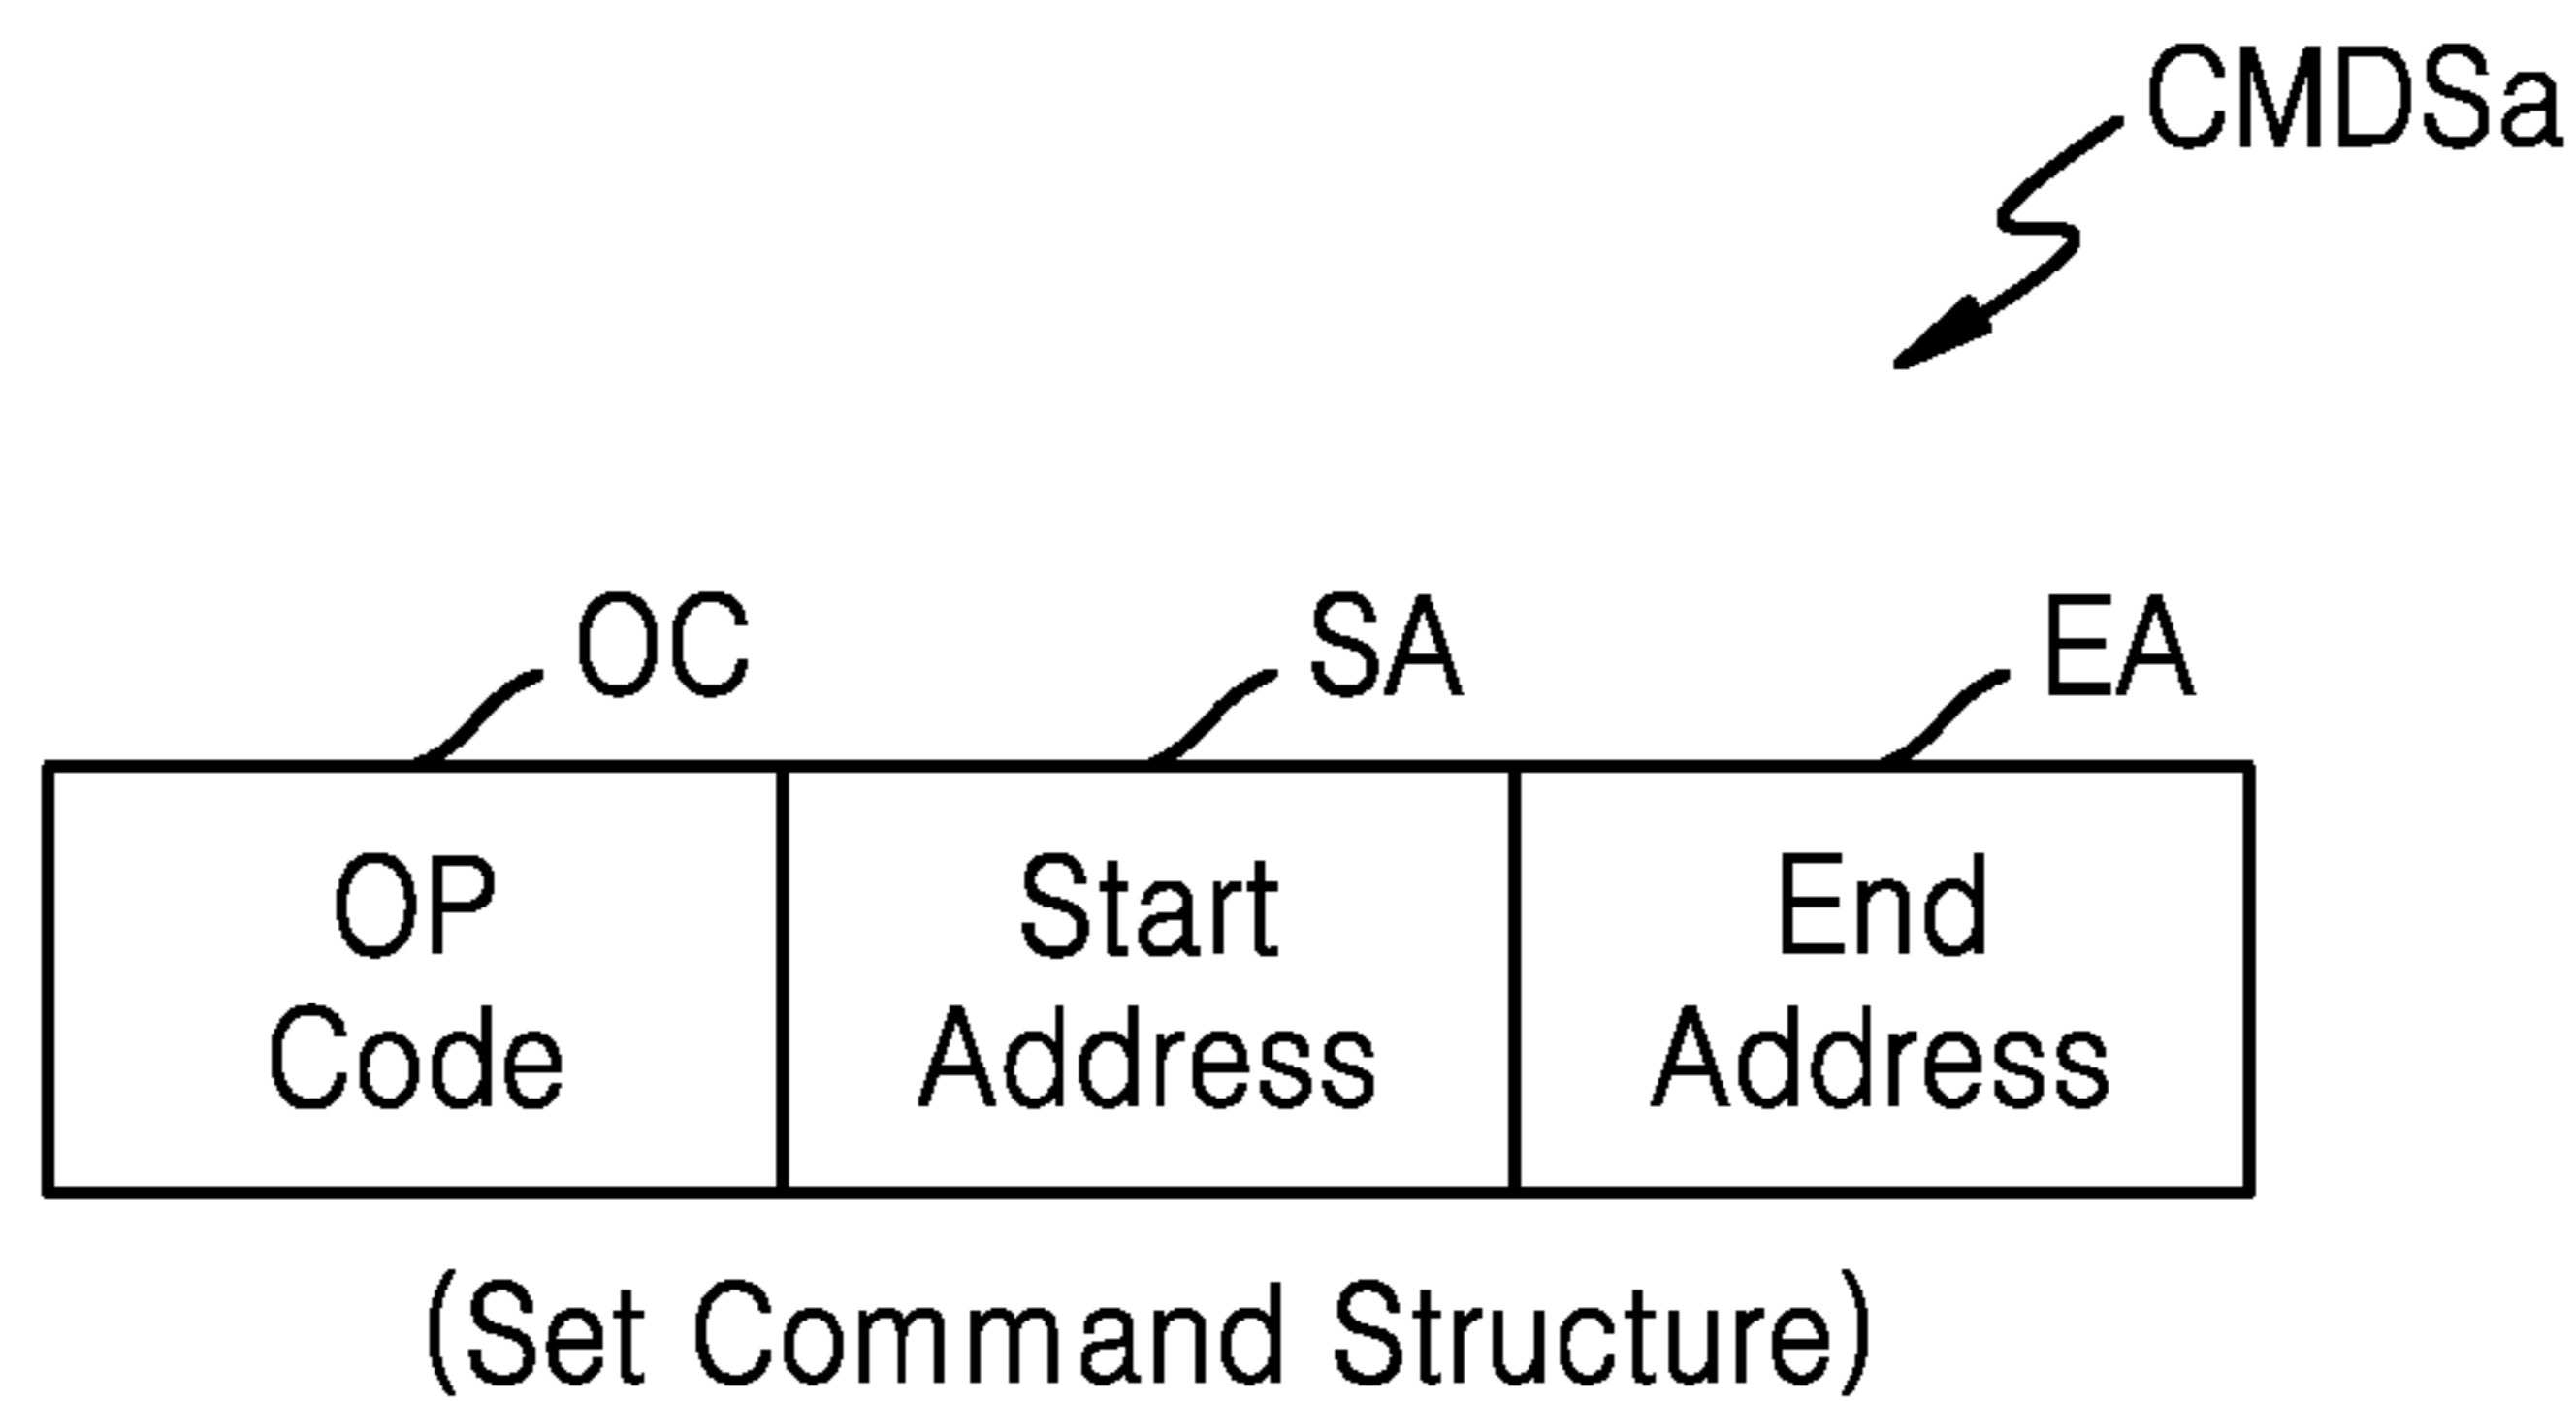 CMDSa
OC SA EA
OP Start End
Code Address Address
(Set Command Structure)